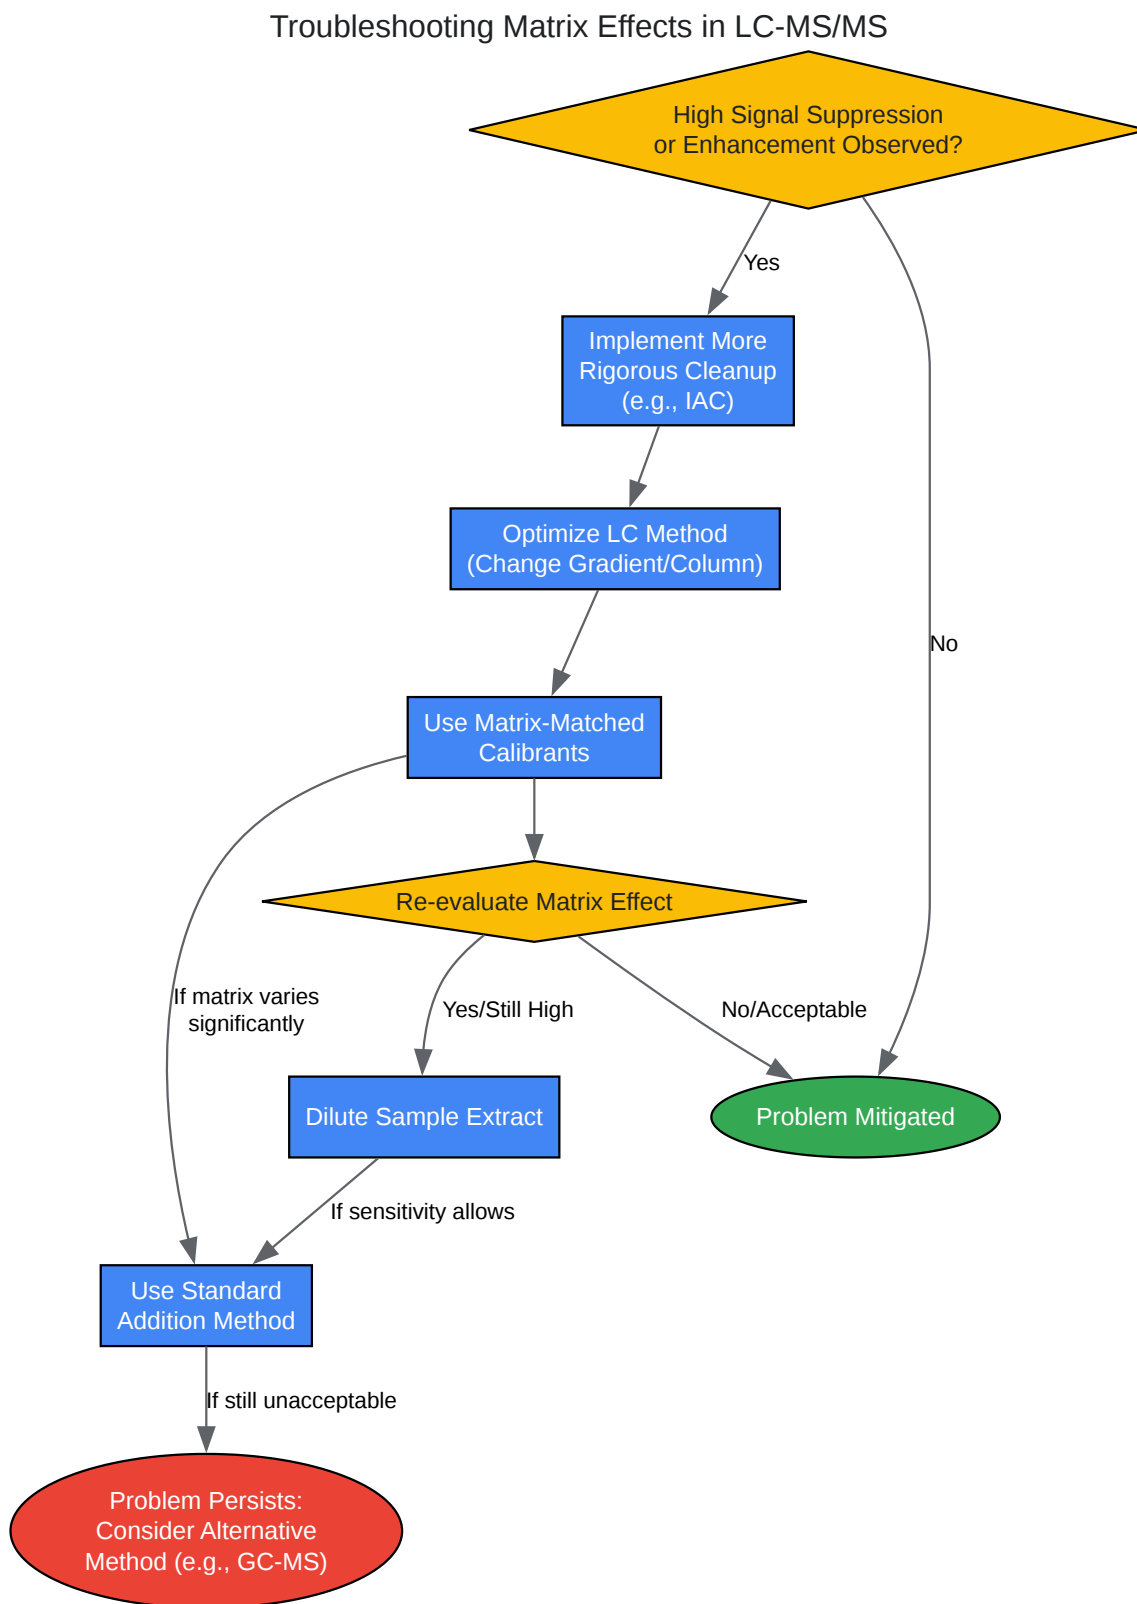 Troubleshooting Matrix Effects in LC-MS/MS
High Signal Suppression
or Enhancement Observed?
Yes
Implement More
Rigorous Cleanup
(e.g., IAC)
Optimize LC Method
(Change Gradient/Column)
No
Use Matrix-Matched
Calibrants
Re-evaluate Matrix Effect
If matrix varies
significantly
Yes/Still High
No/Acceptable
Dilute Sample Extract
Problem Mitigated
If sensitivity allows
Use Standard
Addition Method
If still unacceptable
Problem Persists:
Consider Alternative
Method (e.g., GC-MS)